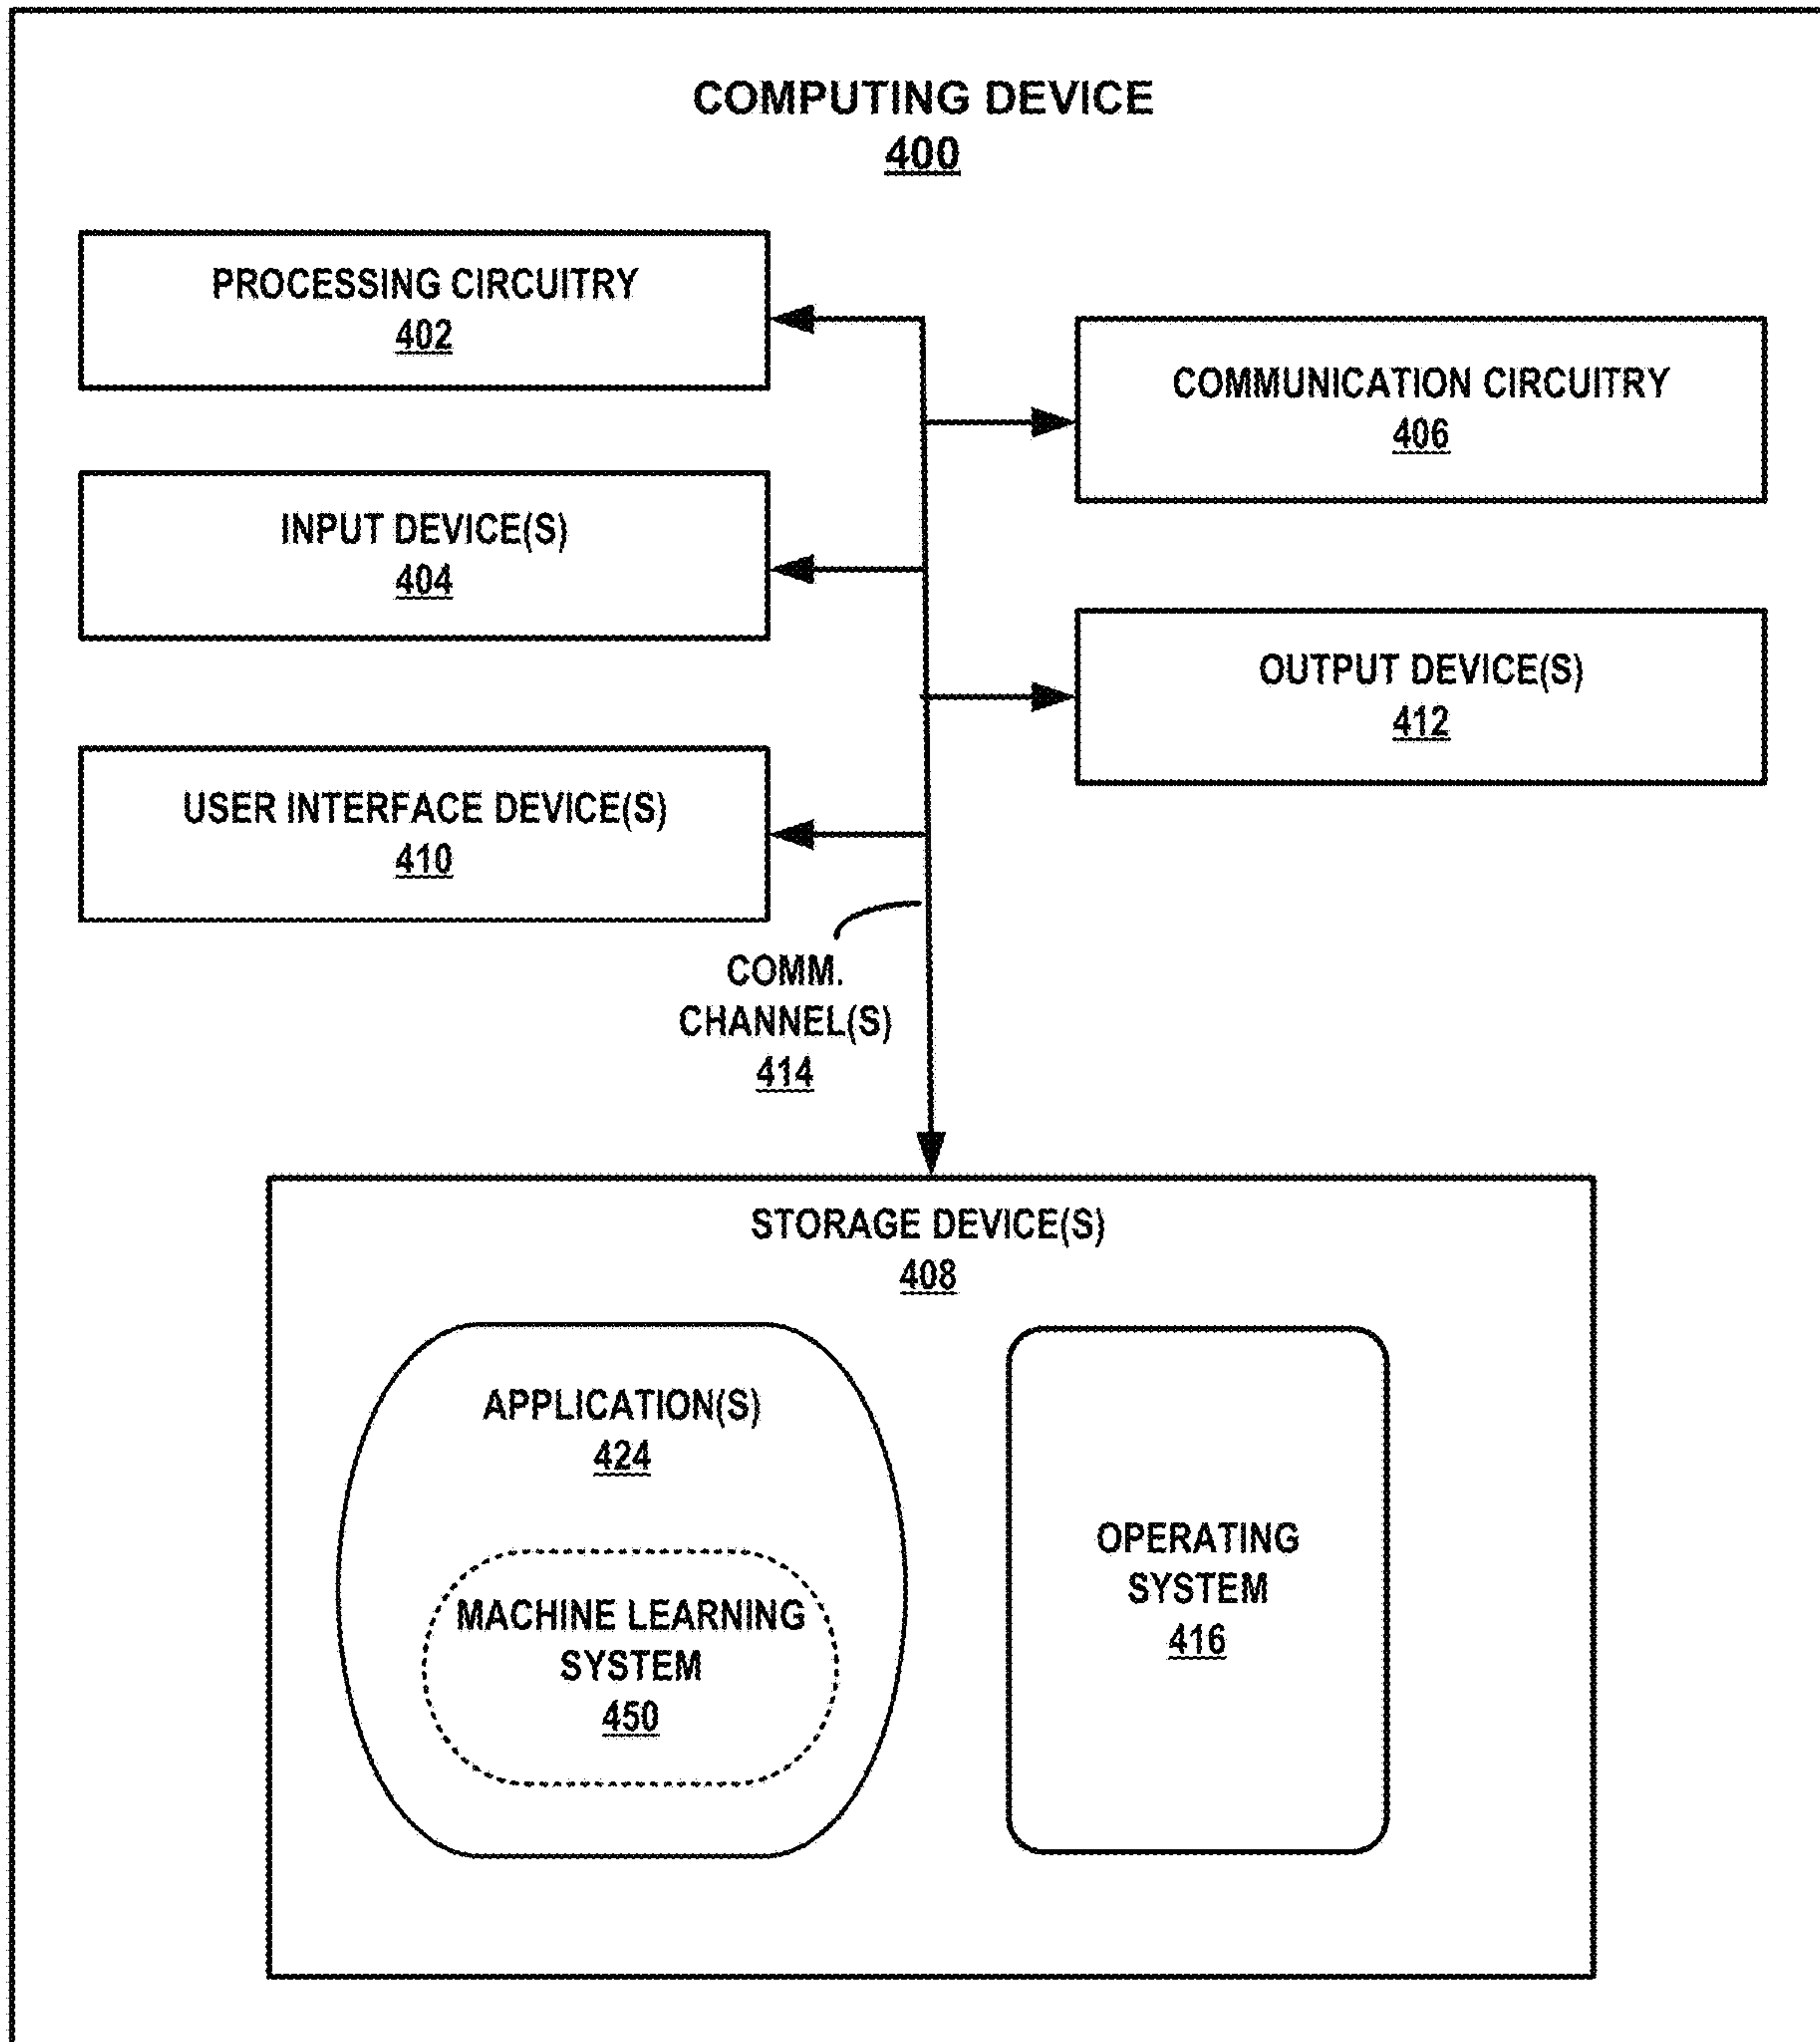 COMPUTING DEVICE
400
PROCESSING CIRCUITRY
402
COMMUNICATION CIRCUITRY
406
INPUT DEVICE(S)
404
OUTPUT DEVICE(S)
412
USER INTERFACE DEVICE(S)
410
COMM.
CHANNEL(S)
414
STORAGE DEVICE(S)
408
APPLICATION(S)
424
MACHINE LEARNING
SYSTEM
450
OPERATING
SYSTEM
416